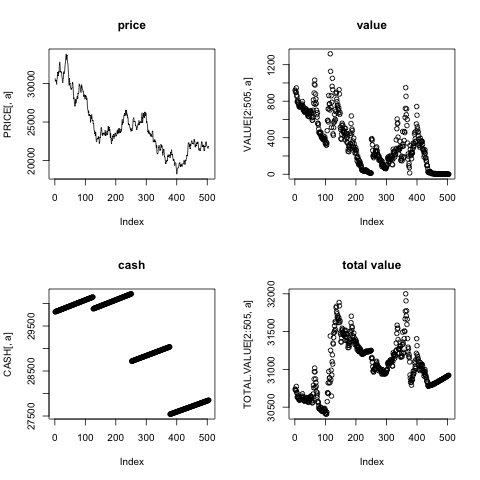 price
PRICE[, a]
20000 25000 30000
0 100 200 300 400 500
Index
value
VALUE[2:505, a]
0 400 800 1200
0 100 200 300 400 500
Index
cash
CASH[, a]
27500 28500 29500
0 100 200 300 400 500
Index
total value
TOTAL.VALUE[2:505, a]
30500 31000 31500 32000
0 100 200 300 400 500
Index